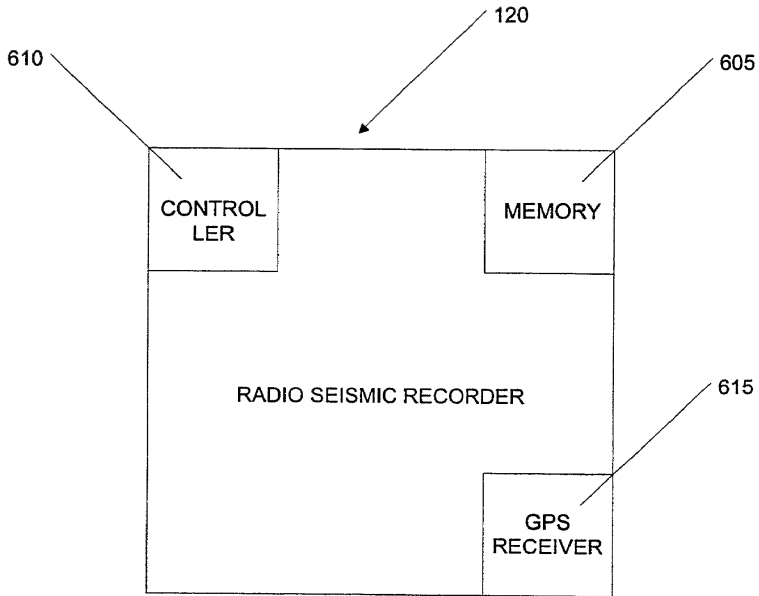 120
610
605
CONTROL
LER
MEMORY
RADIO SEISMIC RECORDER
615
GPS
RECEIVER